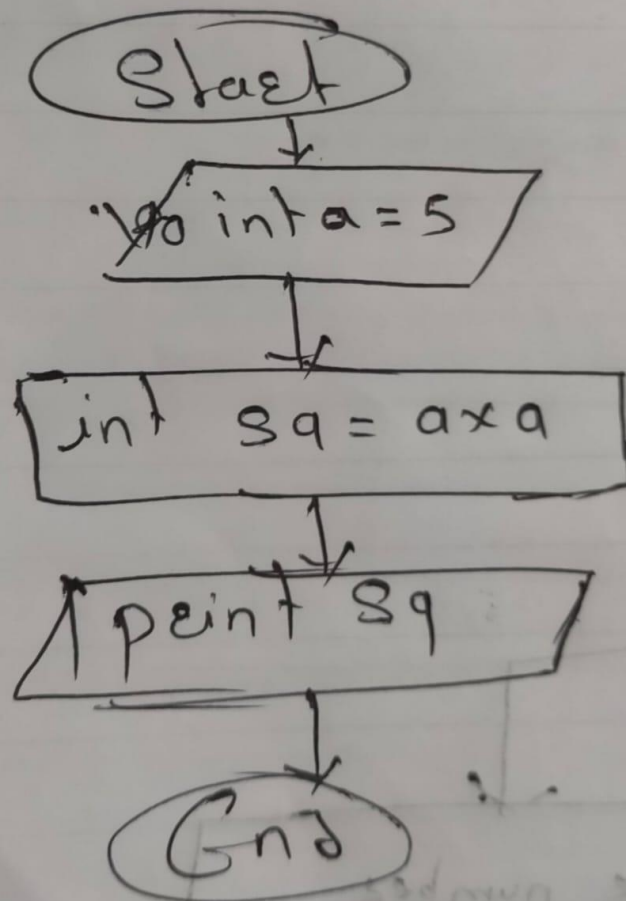 Start
int a = 5
int sq = a × a
print sq
End